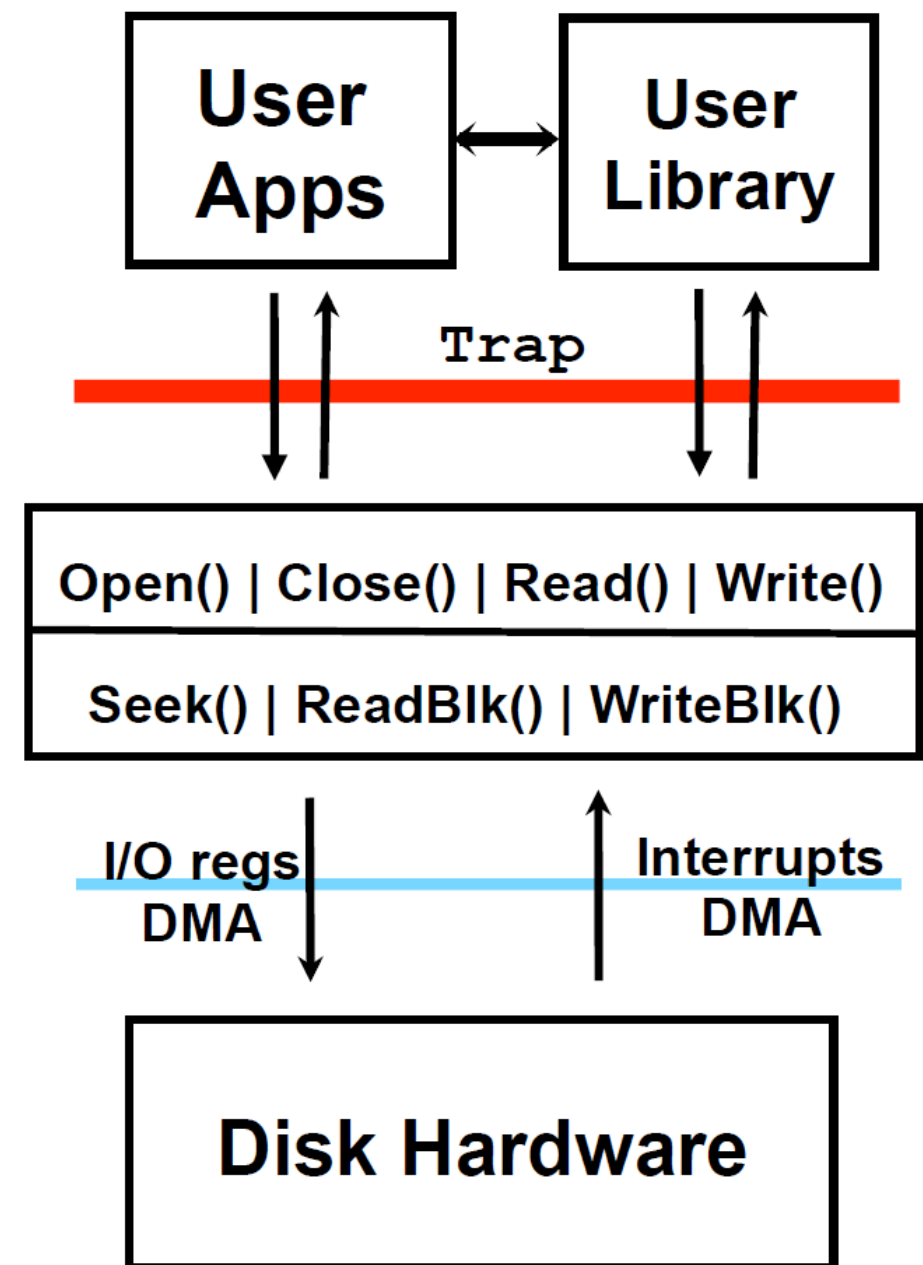 User
Apps
User
Library
Trap
Open() | Close() | Read() | Write()
Seek() | ReadBlk() | WriteBlk()
I/O regs
DMA
Interrupts
DMA
Disk Hardware